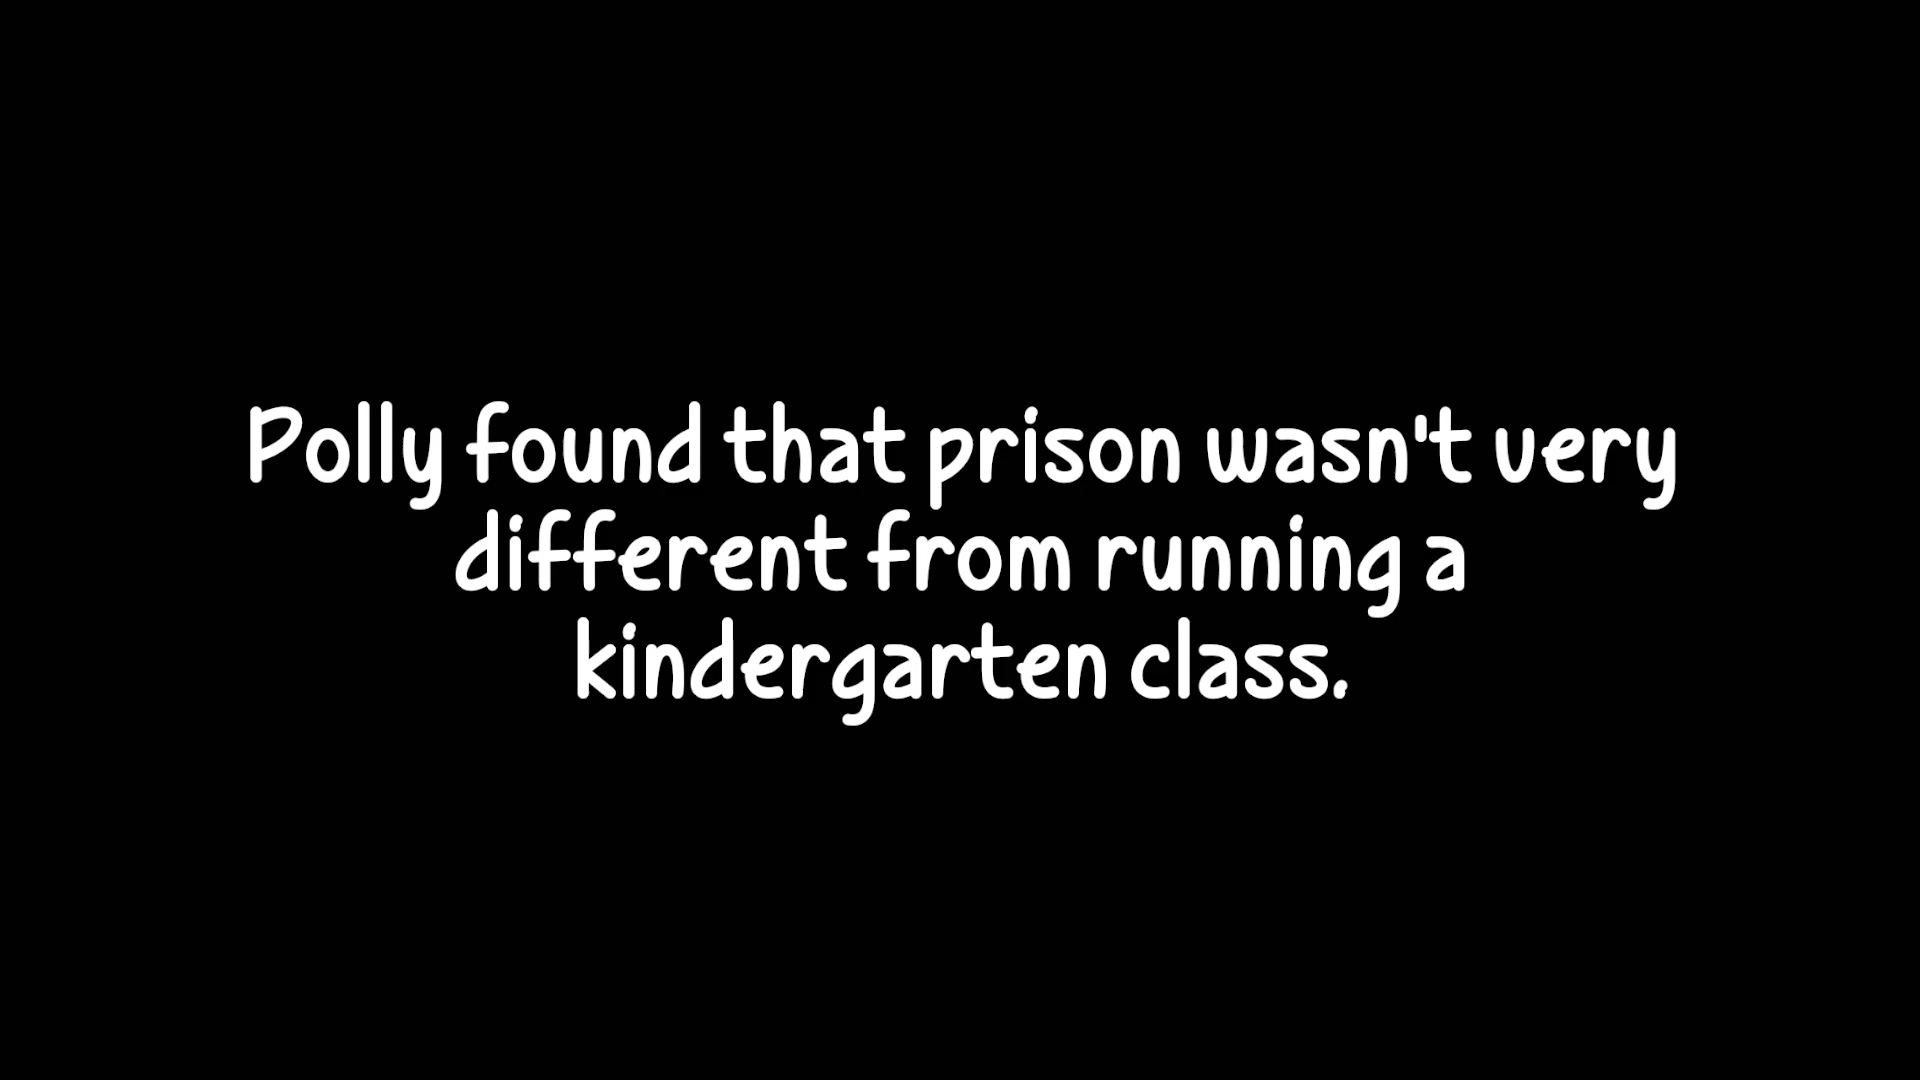 Polly found that prison wasn't very
different from running a
kindergarten class.